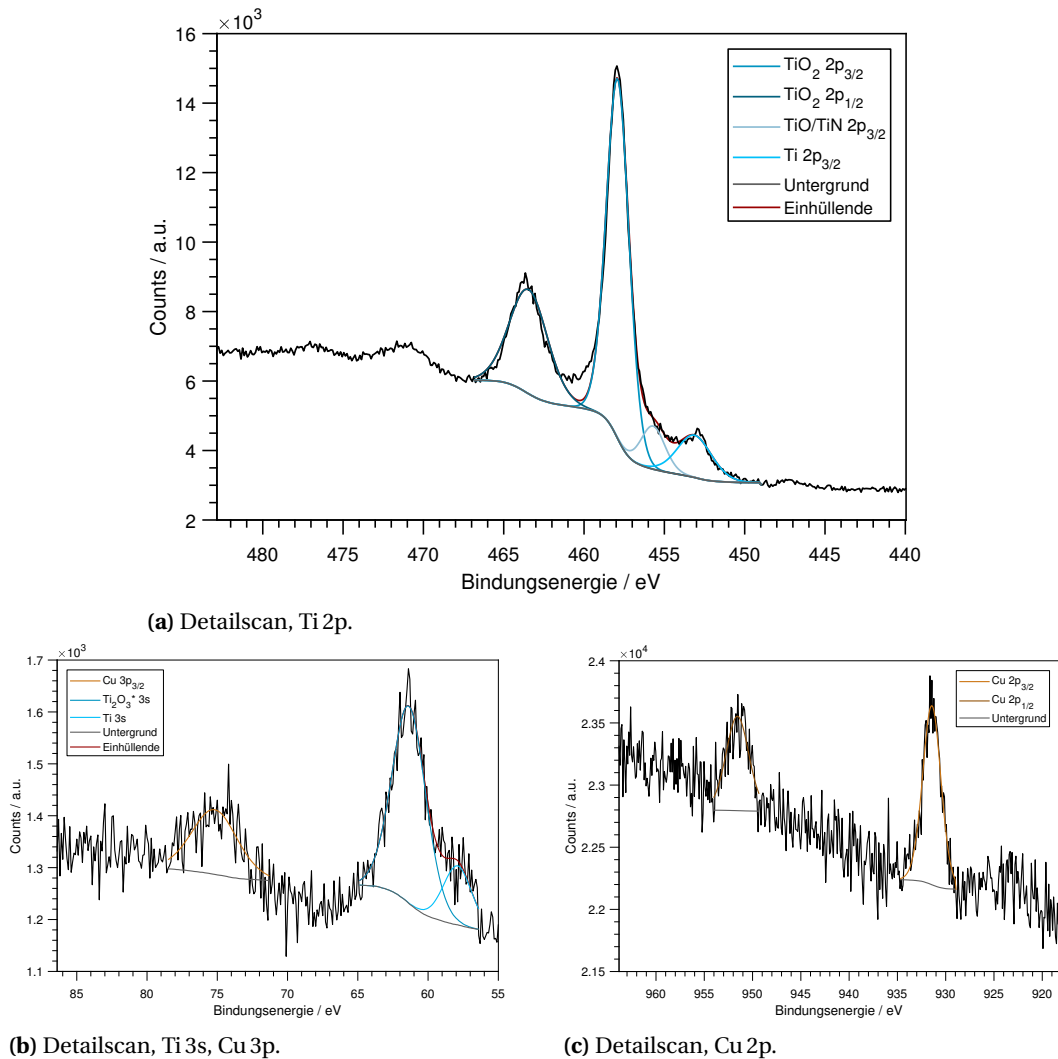 ×10³
16
14
12
10
8
6
4
2
Counts / a.u.
TiO₂ 2p₃/₂
TiO₂ 2p₁/₂
TiO/TiN 2p₃/₂
Ti 2p₃/₂
Untergrund
Einhüllende
480 475 470 465 460 455 450 445 440
Bindungsenergie / eV
(a) Detailscan, Ti 2p.
×10³
1.7
1.6
1.5
1.4
1.3
1.2
1.1
Counts / a.u.
Cu 3p₃/₂
Ti₂O₃* 3s
Ti 3s
Untergrund
Einhüllende
85 80 75 70 65 60 55
Bindungsenergie / eV
(b) Detailscan, Ti 3s, Cu 3p.
×10⁴
2.4
2.35
2.3
2.25
2.2
2.15
Counts / a.u.
Cu 2p₃/₂
Cu 2p₁/₂
Untergrund
960 955 950 945 940 935 930 925 920
Bindungsenergie / eV
(c) Detailscan, Cu 2p.